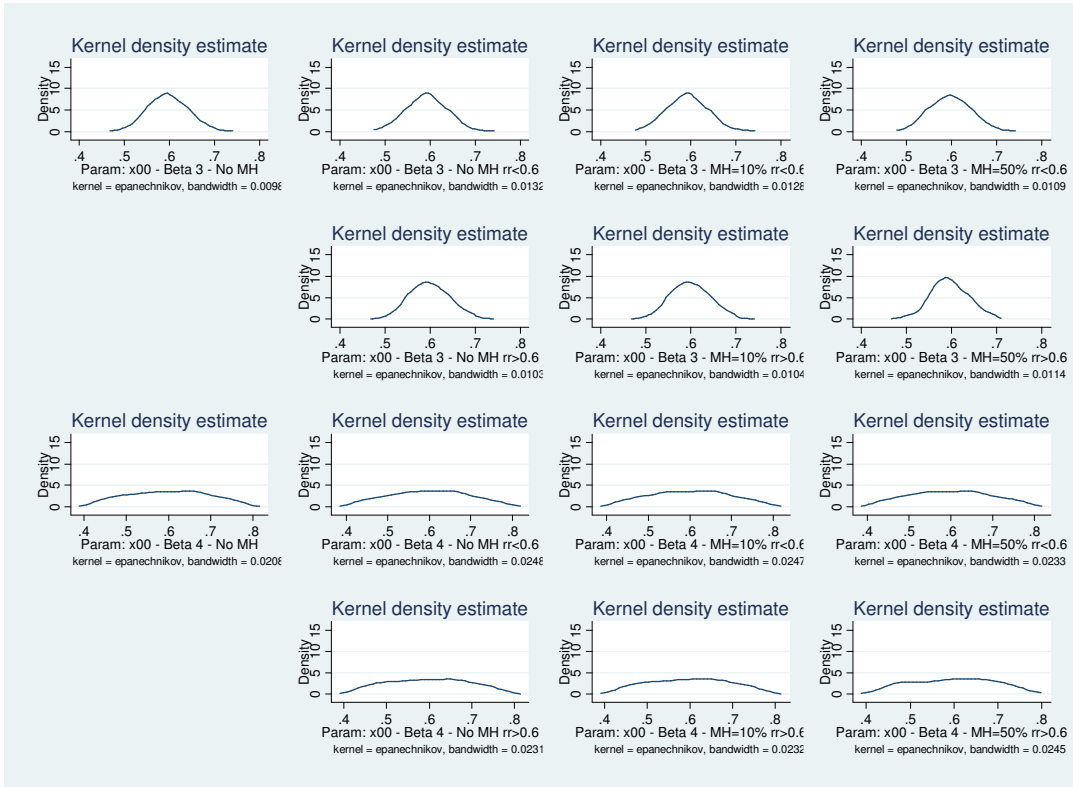 Kernel density estimate Kernel density estimate Kernel density estimate Kernel density estimate
Density 0 5 10 15 Density 0 5 10 15 Density 0 5 10 15 Density 0 5 10 15
.4 .5 .6 .7 .8 .4 .5 .6 .7 .8 .4 .5 .6 .7 .8 .4 .5 .6 .7 .8
Param: x00 - Beta 3 - No MH Param: x00 - Beta 3 - No MH rr<0.6 Param: x00 - Beta 3 - MH=10% rr<0.6 Param: x00 - Beta 3 - MH=50% rr<0.6
kernel = epanechnikov, bandwidth = 0.0098 kernel = epanechnikov, bandwidth = 0.0132 kernel = epanechnikov, bandwidth = 0.0128 kernel = epanechnikov, bandwidth = 0.0109
Kernel density estimate Kernel density estimate Kernel density estimate
Density 0 5 10 15 Density 0 5 10 15 Density 0 5 10 15
.4 .5 .6 .7 .8 .4 .5 .6 .7 .8 .4 .5 .6 .7 .8
Param: x00 - Beta 3 - No MH rr>0.6 Param: x00 - Beta 3 - MH=10% rr>0.6 Param: x00 - Beta 3 - MH=50% rr>0.6
kernel = epanechnikov, bandwidth = 0.0103 kernel = epanechnikov, bandwidth = 0.0104 kernel = epanechnikov, bandwidth = 0.0114
Kernel density estimate Kernel density estimate Kernel density estimate Kernel density estimate
Density 0 5 10 15 Density 0 5 10 15 Density 0 5 10 15 Density 0 5 10 15
.4 .5 .6 .7 .8 .4 .5 .6 .7 .8 .4 .5 .6 .7 .8 .4 .5 .6 .7 .8
Param: x00 - Beta 4 - No MH Param: x00 - Beta 4 - No MH rr<0.6 Param: x00 - Beta 4 - MH=10% rr<0.6 Param: x00 - Beta 4 - MH=50% rr<0.6
kernel = epanechnikov, bandwidth = 0.0208 kernel = epanechnikov, bandwidth = 0.0248 kernel = epanechnikov, bandwidth = 0.0247 kernel = epanechnikov, bandwidth = 0.0233
Kernel density estimate Kernel density estimate Kernel density estimate
Density 0 5 10 15 Density 0 5 10 15 Density 0 5 10 15
.4 .5 .6 .7 .8 .4 .5 .6 .7 .8 .4 .5 .6 .7 .8
Param: x00 - Beta 4 - No MH rr>0.6 Param: x00 - Beta 4 - MH=10% rr>0.6 Param: x00 - Beta 4 - MH=50% rr>0.6
kernel = epanechnikov, bandwidth = 0.0231 kernel = epanechnikov, bandwidth = 0.0232 kernel = epanechnikov, bandwidth = 0.0245